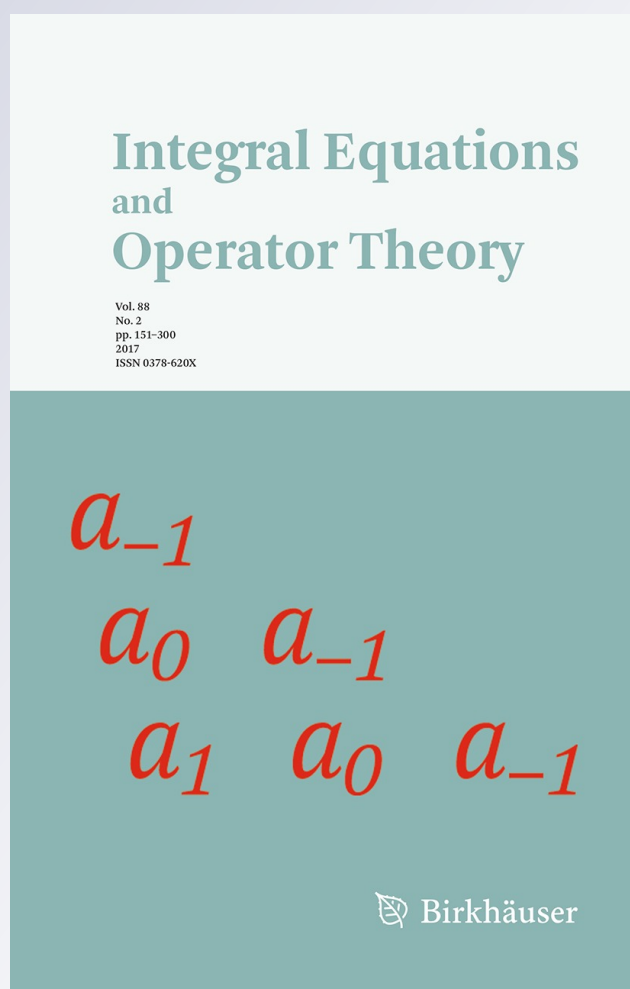 Integral Equations
and
Operator Theory
Vol. 88
No. 2
pp. 151–300
2017
ISSN 0378-620X
a₋₁
a₀ a₋₁
a₁ a₀ a₋₁
Birkhäuser